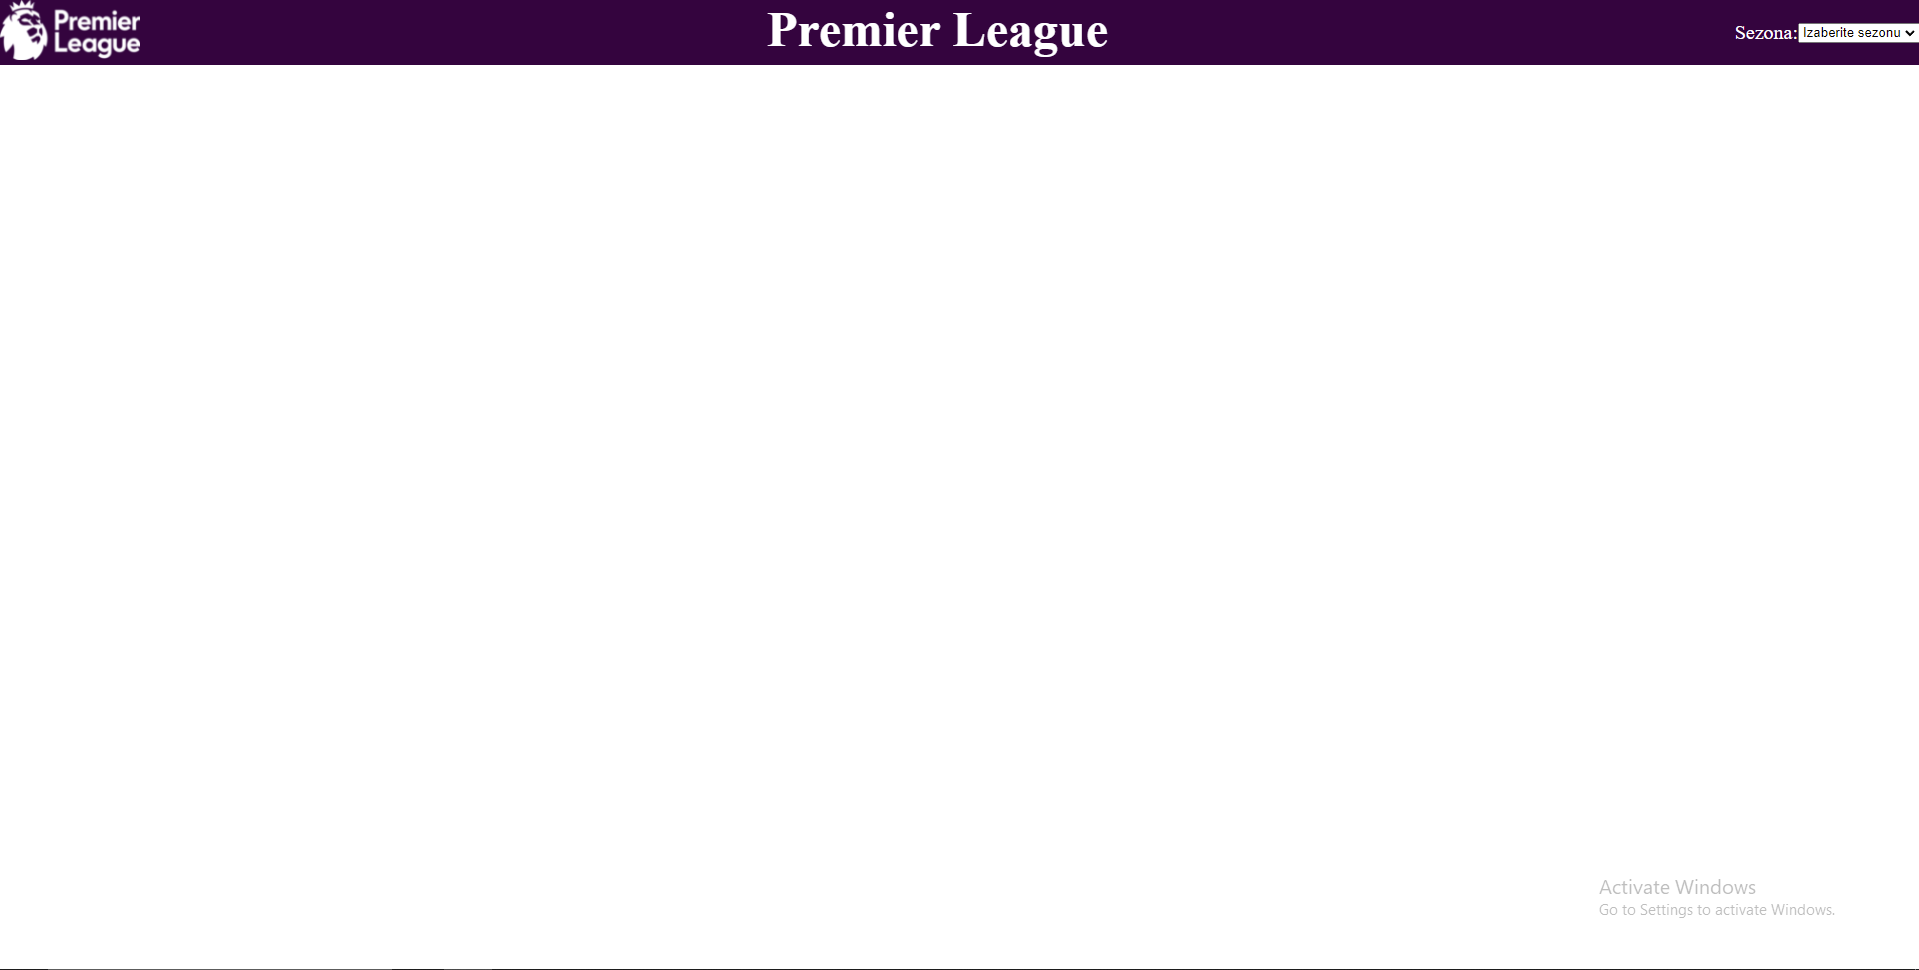 Premier
League
Premier League
Sezona: Izaberite sezonu
Activate Windows
Go to Settings to activate Windows.